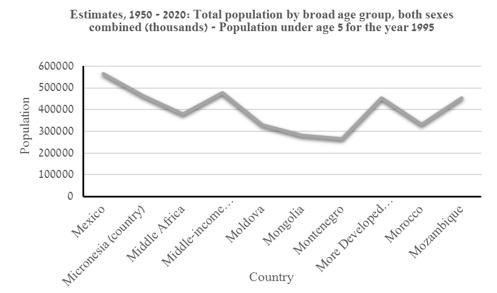 Estimates, 1950 - 2020: Total population by broad age group, both sexes
combined (thousands) - Population under age 5 for the year 1995
600000
500000
400000
300000
200000
100000
0
Population
Mexico
Micronesia (country)
Middle Africa
Middle-income...
Moldova
Mongolia
Montenegro
More Developed...
Morocco
Mozambique
Country